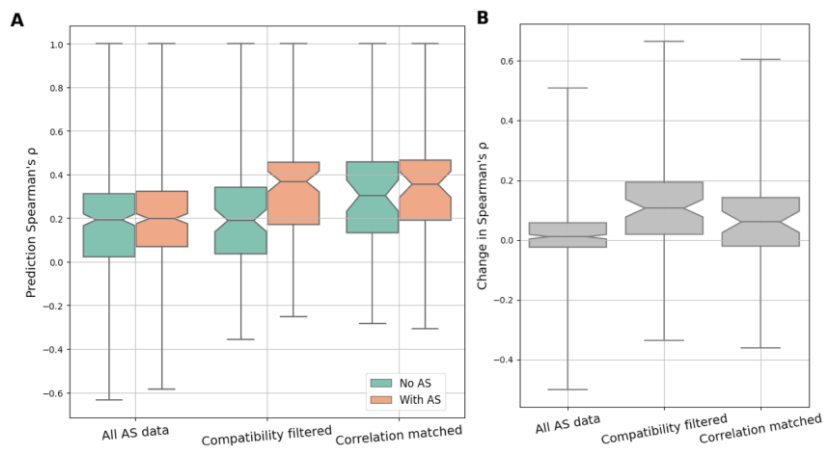 A
Prediction Spearman's ρ
1.0
0.8
0.6
0.4
0.2
0.0
−0.2
−0.4
−0.6
No AS
With AS
All AS data
Compatibility filtered
Correlation matched
B
Change in Spearman's ρ
0.6
0.4
0.2
0.0
−0.2
−0.4
All AS data
Compatibility filtered
Correlation matched